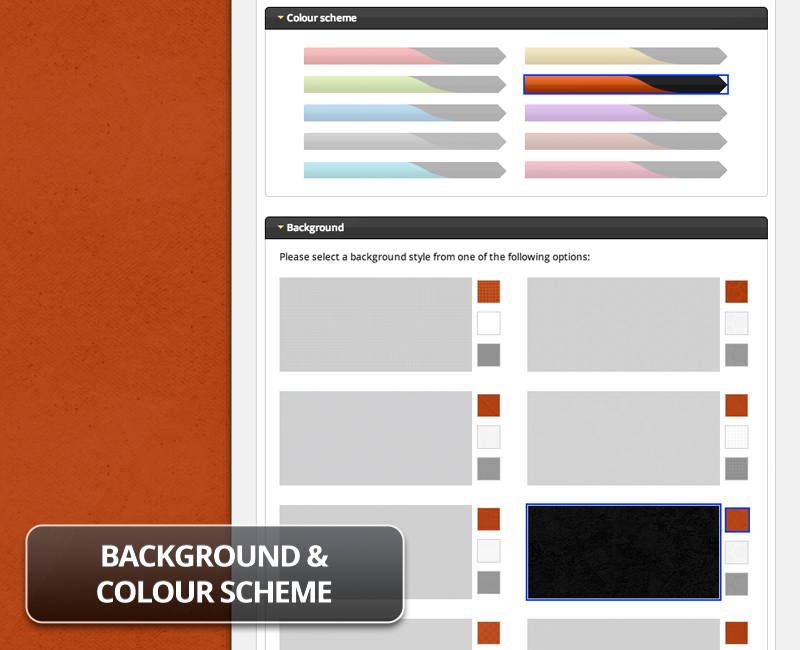 Colour scheme
Background
Please select a background style from one of the following options:
BACKGROUND &
COLOUR SCHEME